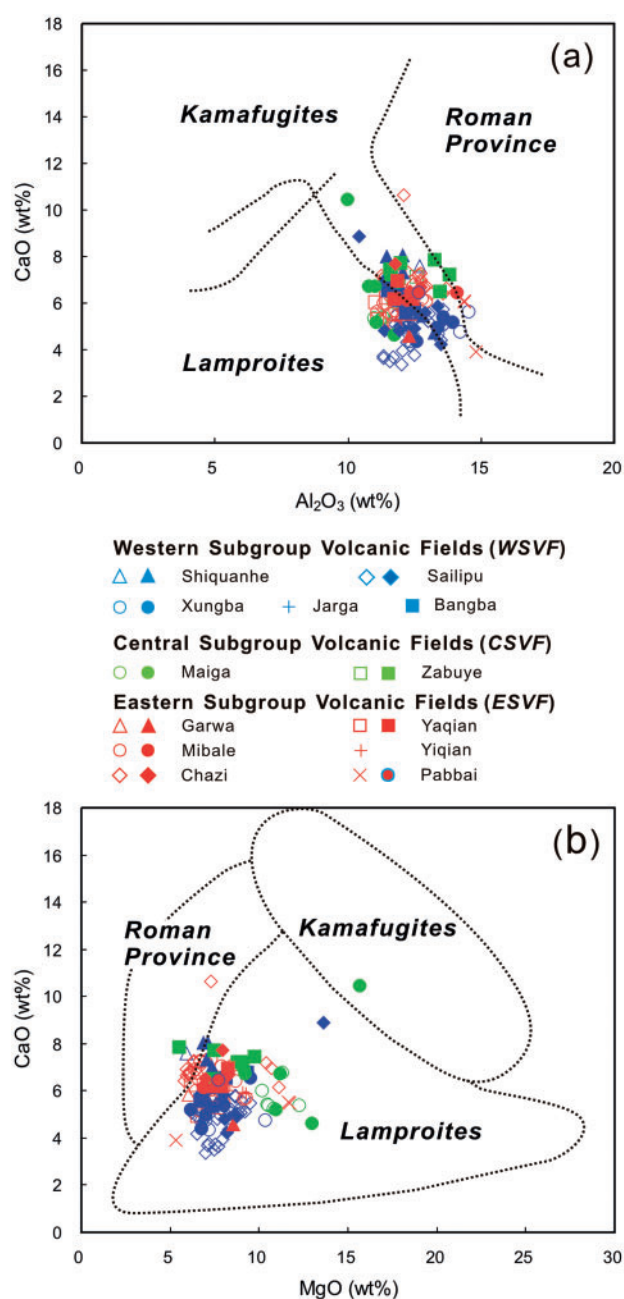 (a)
18
16
14
12
10
8
6
4
2
0
CaO (wt%)
Kamafugites
Roman
Province
Lamproites
0 5 10 15 20
Al₂O₃ (wt%)
Western Subgroup Volcanic Fields (WSVF)
Shiquanhe Sailipu
Xungba Jarga Bangba
Central Subgroup Volcanic Fields (CSVF)
Maiga Zabuye
Eastern Subgroup Volcanic Fields (ESVF)
Garwa Yaqian
Mibale Yiqian
Chazi Pabbai
(b)
18
16
14
12
10
8
6
4
2
0
CaO (wt%)
Roman
Province
Kamafugites
Lamproites
0 5 10 15 20 25 30
MgO (wt%)